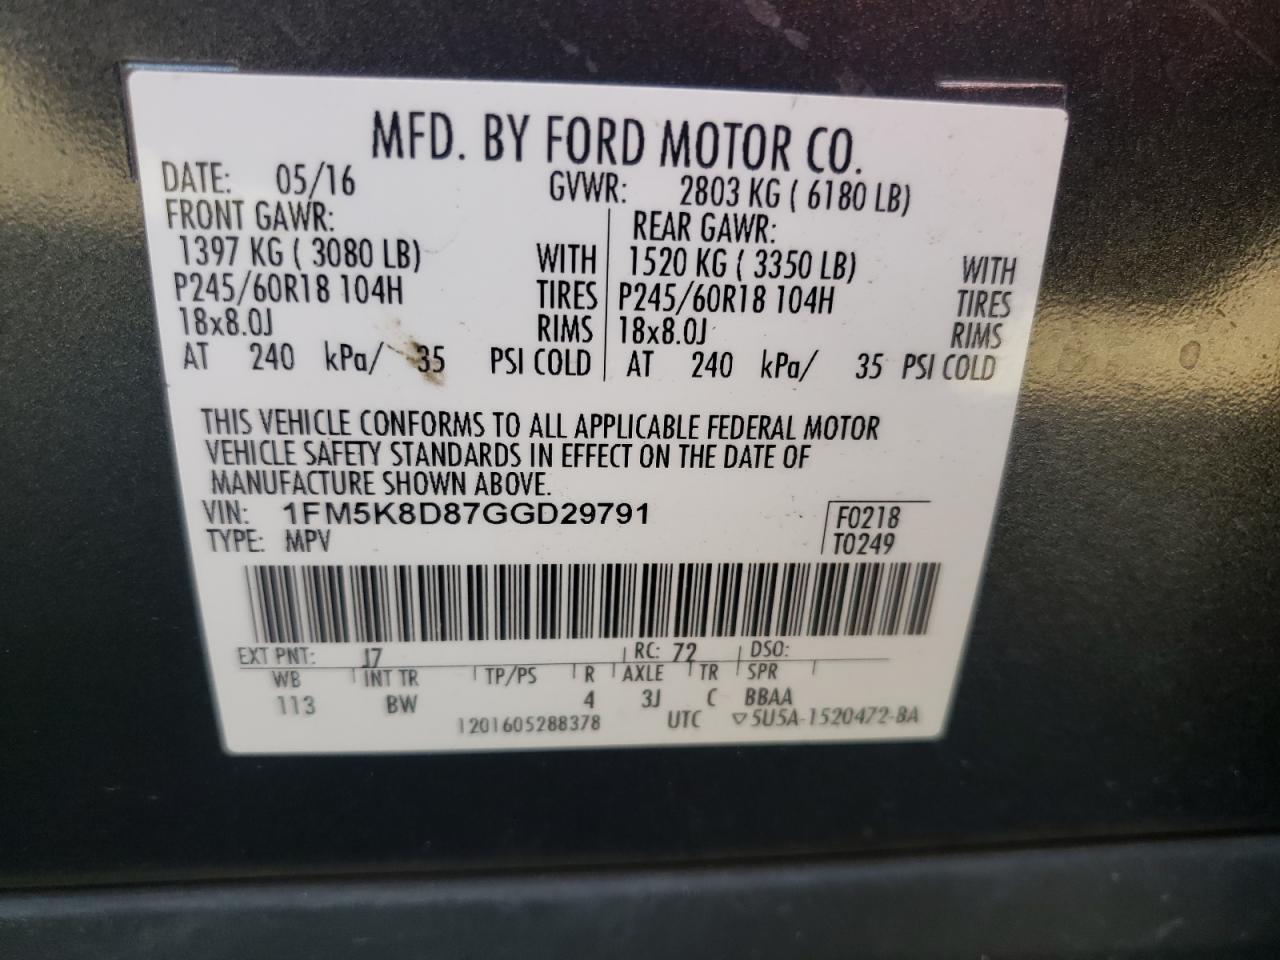 MFD. BY FORD MOTOR CO.
DATE: 05/16 GVWR: 2803 KG ( 6180 LB)
FRONT GAWR: REAR GAWR:
1397 KG ( 3080 LB) WITH 1520 KG ( 3350 LB) WITH
P245/60R18 104H TIRES P245/60R18 104H TIRES
18x8.0J RIMS 18x8.0J RIMS
AT 240 kPa/ 35 PSI COLD AT 240 kPa/ 35 PSI COLD
THIS VEHICLE CONFORMS TO ALL APPLICABLE FEDERAL MOTOR
VEHICLE SAFETY STANDARDS IN EFFECT ON THE DATE OF
MANUFACTURE SHOWN ABOVE.
VIN: 1FM5K8D87GGD29791 F0218
TYPE: MPV T0249
EXT PNT: J7 RC: 72 DSO:
WB INT TR TP/PS R AXLE TR SPR
113 BW 4 3J C BBAA
1201605288378 UTC ▽5U5A-1520472-BA